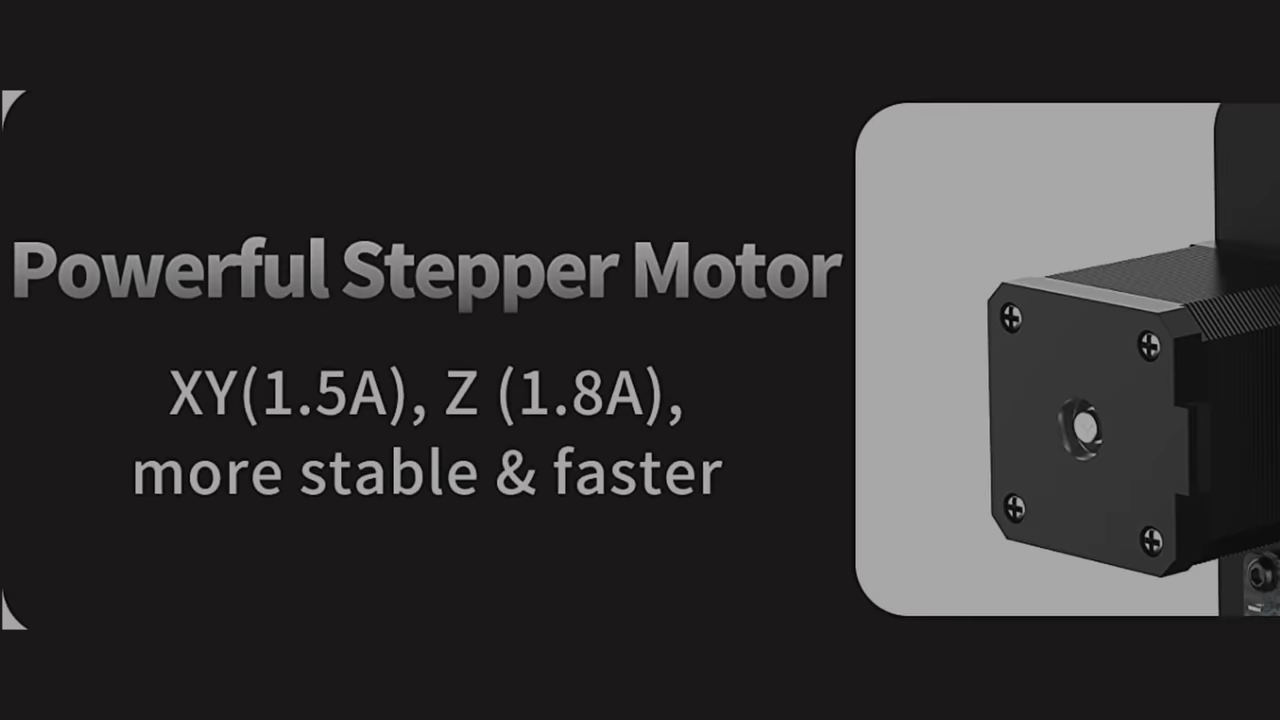 Powerful Stepper Motor
XY(1.5A), Z (1.8A),
more stable & faster